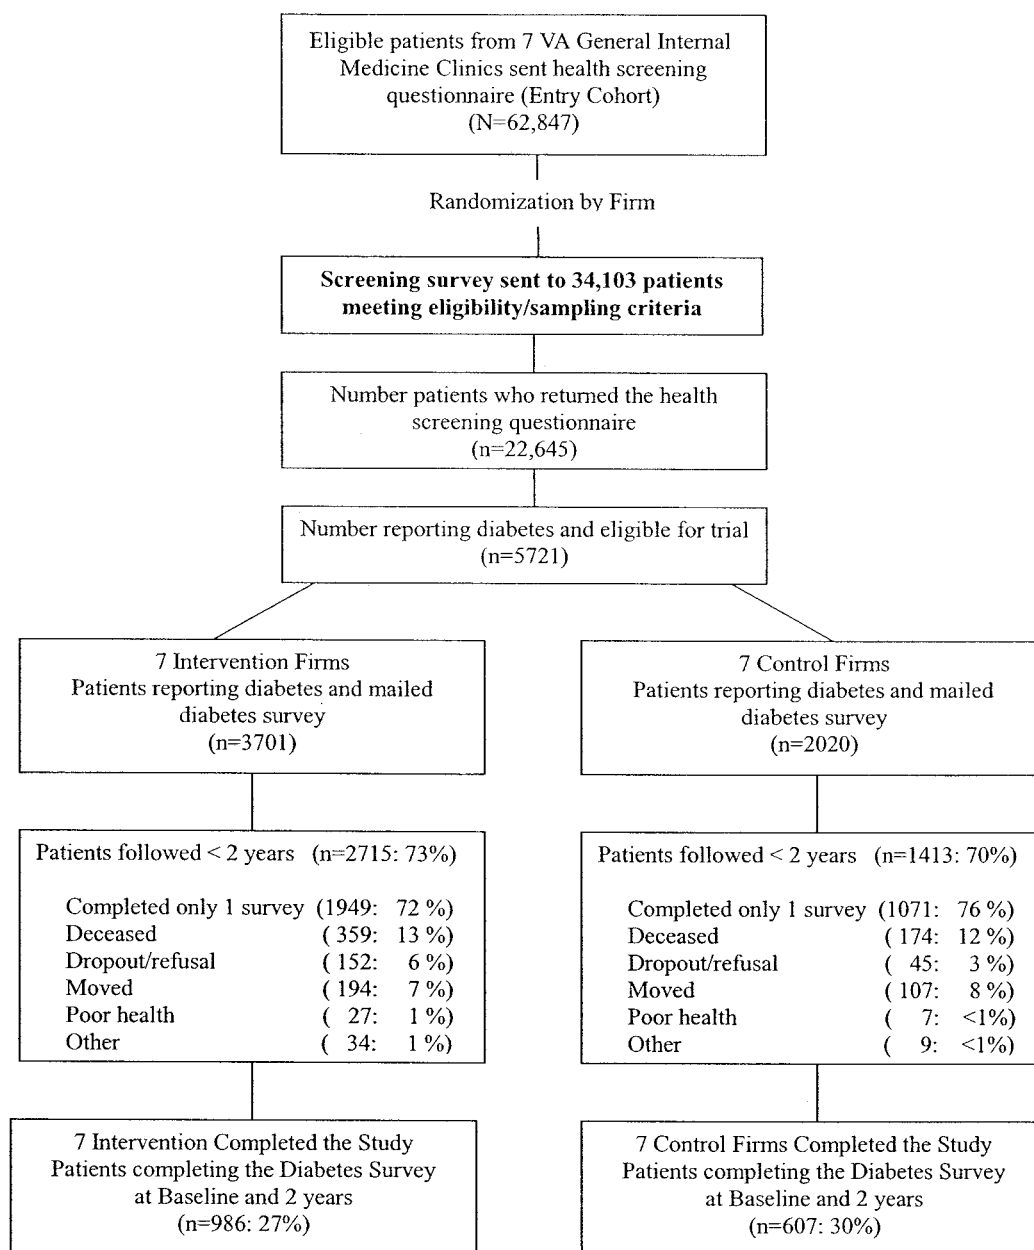 Eligible patients from 7 VA General Internal
Medicine Clinics sent health screening
questionnaire (Entry Cohort)
(N=62,847)
Randomization by Firm
Screening survey sent to 34,103 patients
meeting eligibility/sampling criteria
Number patients who returned the health
screening questionnaire
(n=22,645)
Number reporting diabetes and eligible for trial
(n=5721)
7 Intervention Firms
Patients reporting diabetes and mailed
diabetes survey
(n=3701)
7 Control Firms
Patients reporting diabetes and mailed
diabetes survey
(n=2020)
Patients followed < 2 years (n=2715: 73%)
Completed only 1 survey (1949: 72 %)
Deceased ( 359: 13 %)
Dropout/refusal ( 152: 6 %)
Moved ( 194: 7 %)
Poor health ( 27: 1 %)
Other ( 34: 1 %)
Patients followed < 2 years (n=1413: 70%)
Completed only 1 survey (1071: 76 %)
Deceased ( 174: 12 %)
Dropout/refusal ( 45: 3 %)
Moved ( 107: 8 %)
Poor health ( 7: <1%)
Other ( 9: <1%)
7 Intervention Completed the Study
Patients completing the Diabetes Survey
at Baseline and 2 years
(n=986: 27%)
7 Control Firms Completed the Study
Patients completing the Diabetes Survey
at Baseline and 2 years
(n=607: 30%)